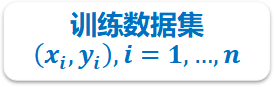 训练数据集
(xᵢ, yᵢ), i = 1, ..., n